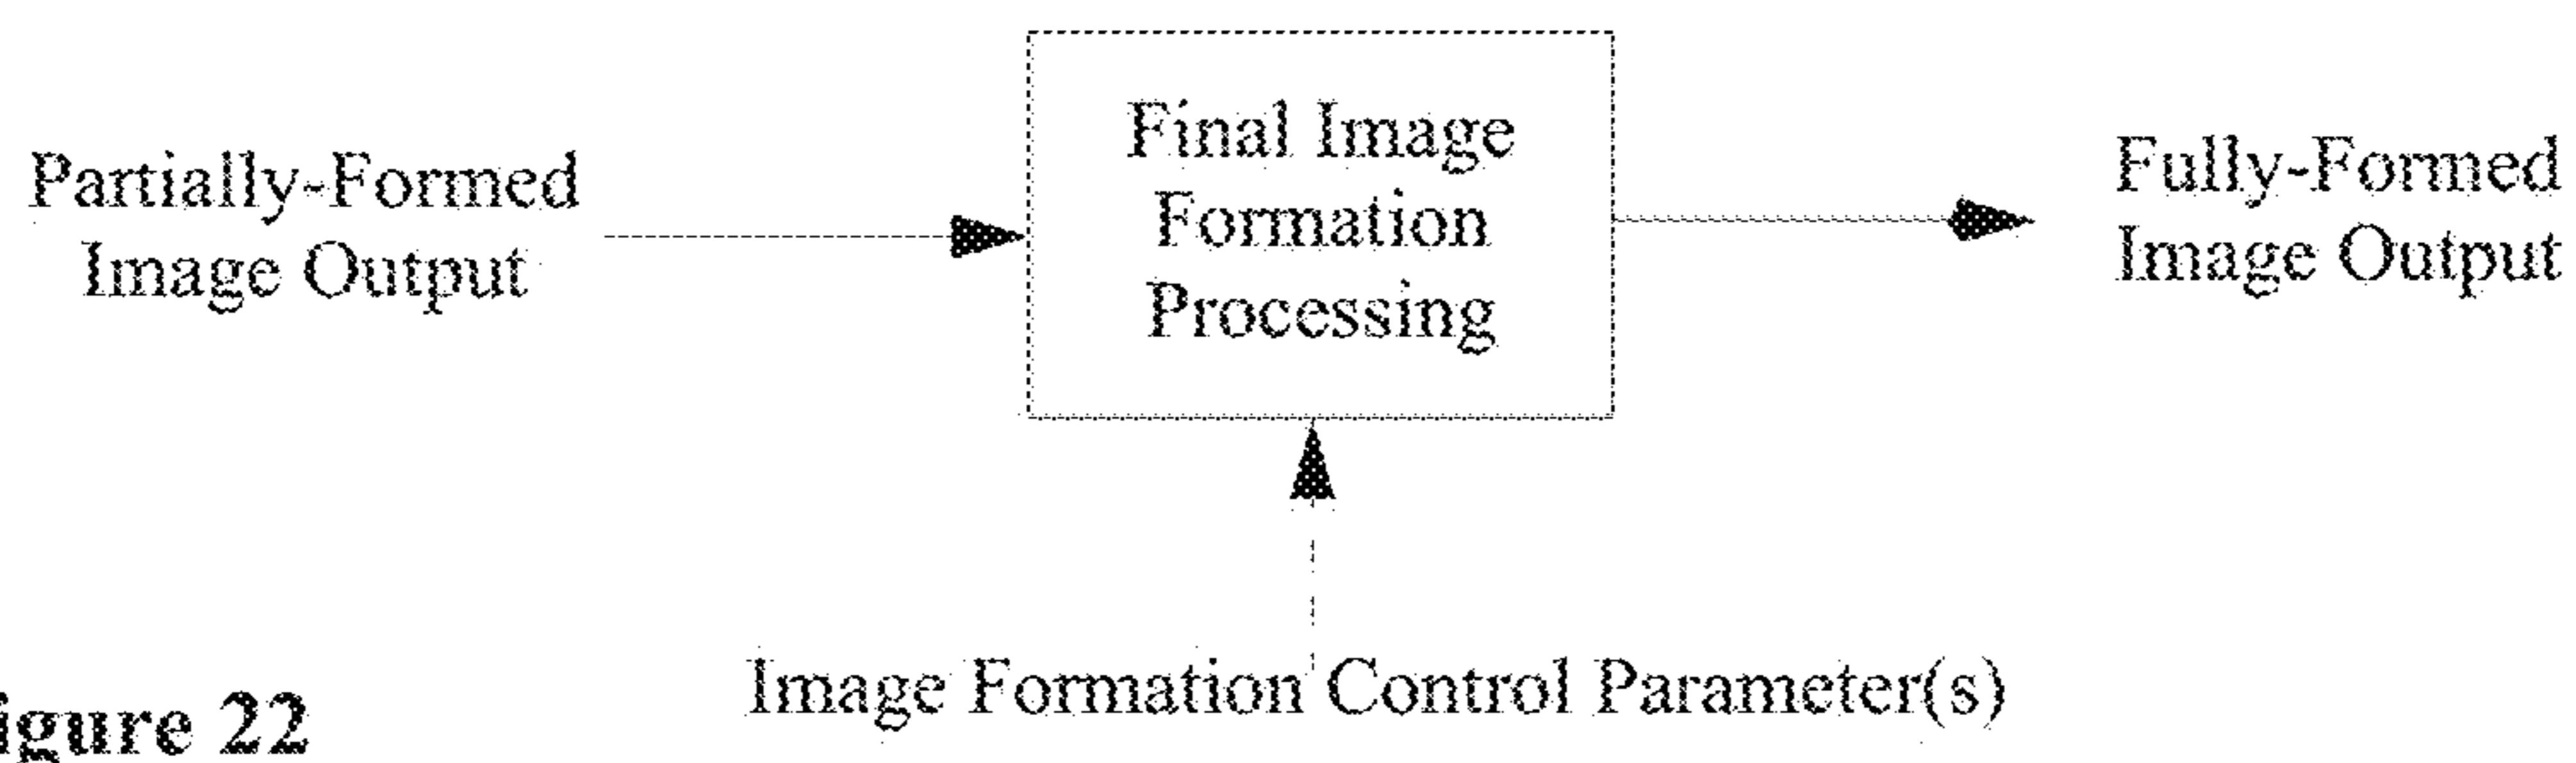 Partially-Formed
Image Output
Final Image
Formation
Processing
Fully-Formed
Image Output
Image Formation Control Parameter(s)
igure 22